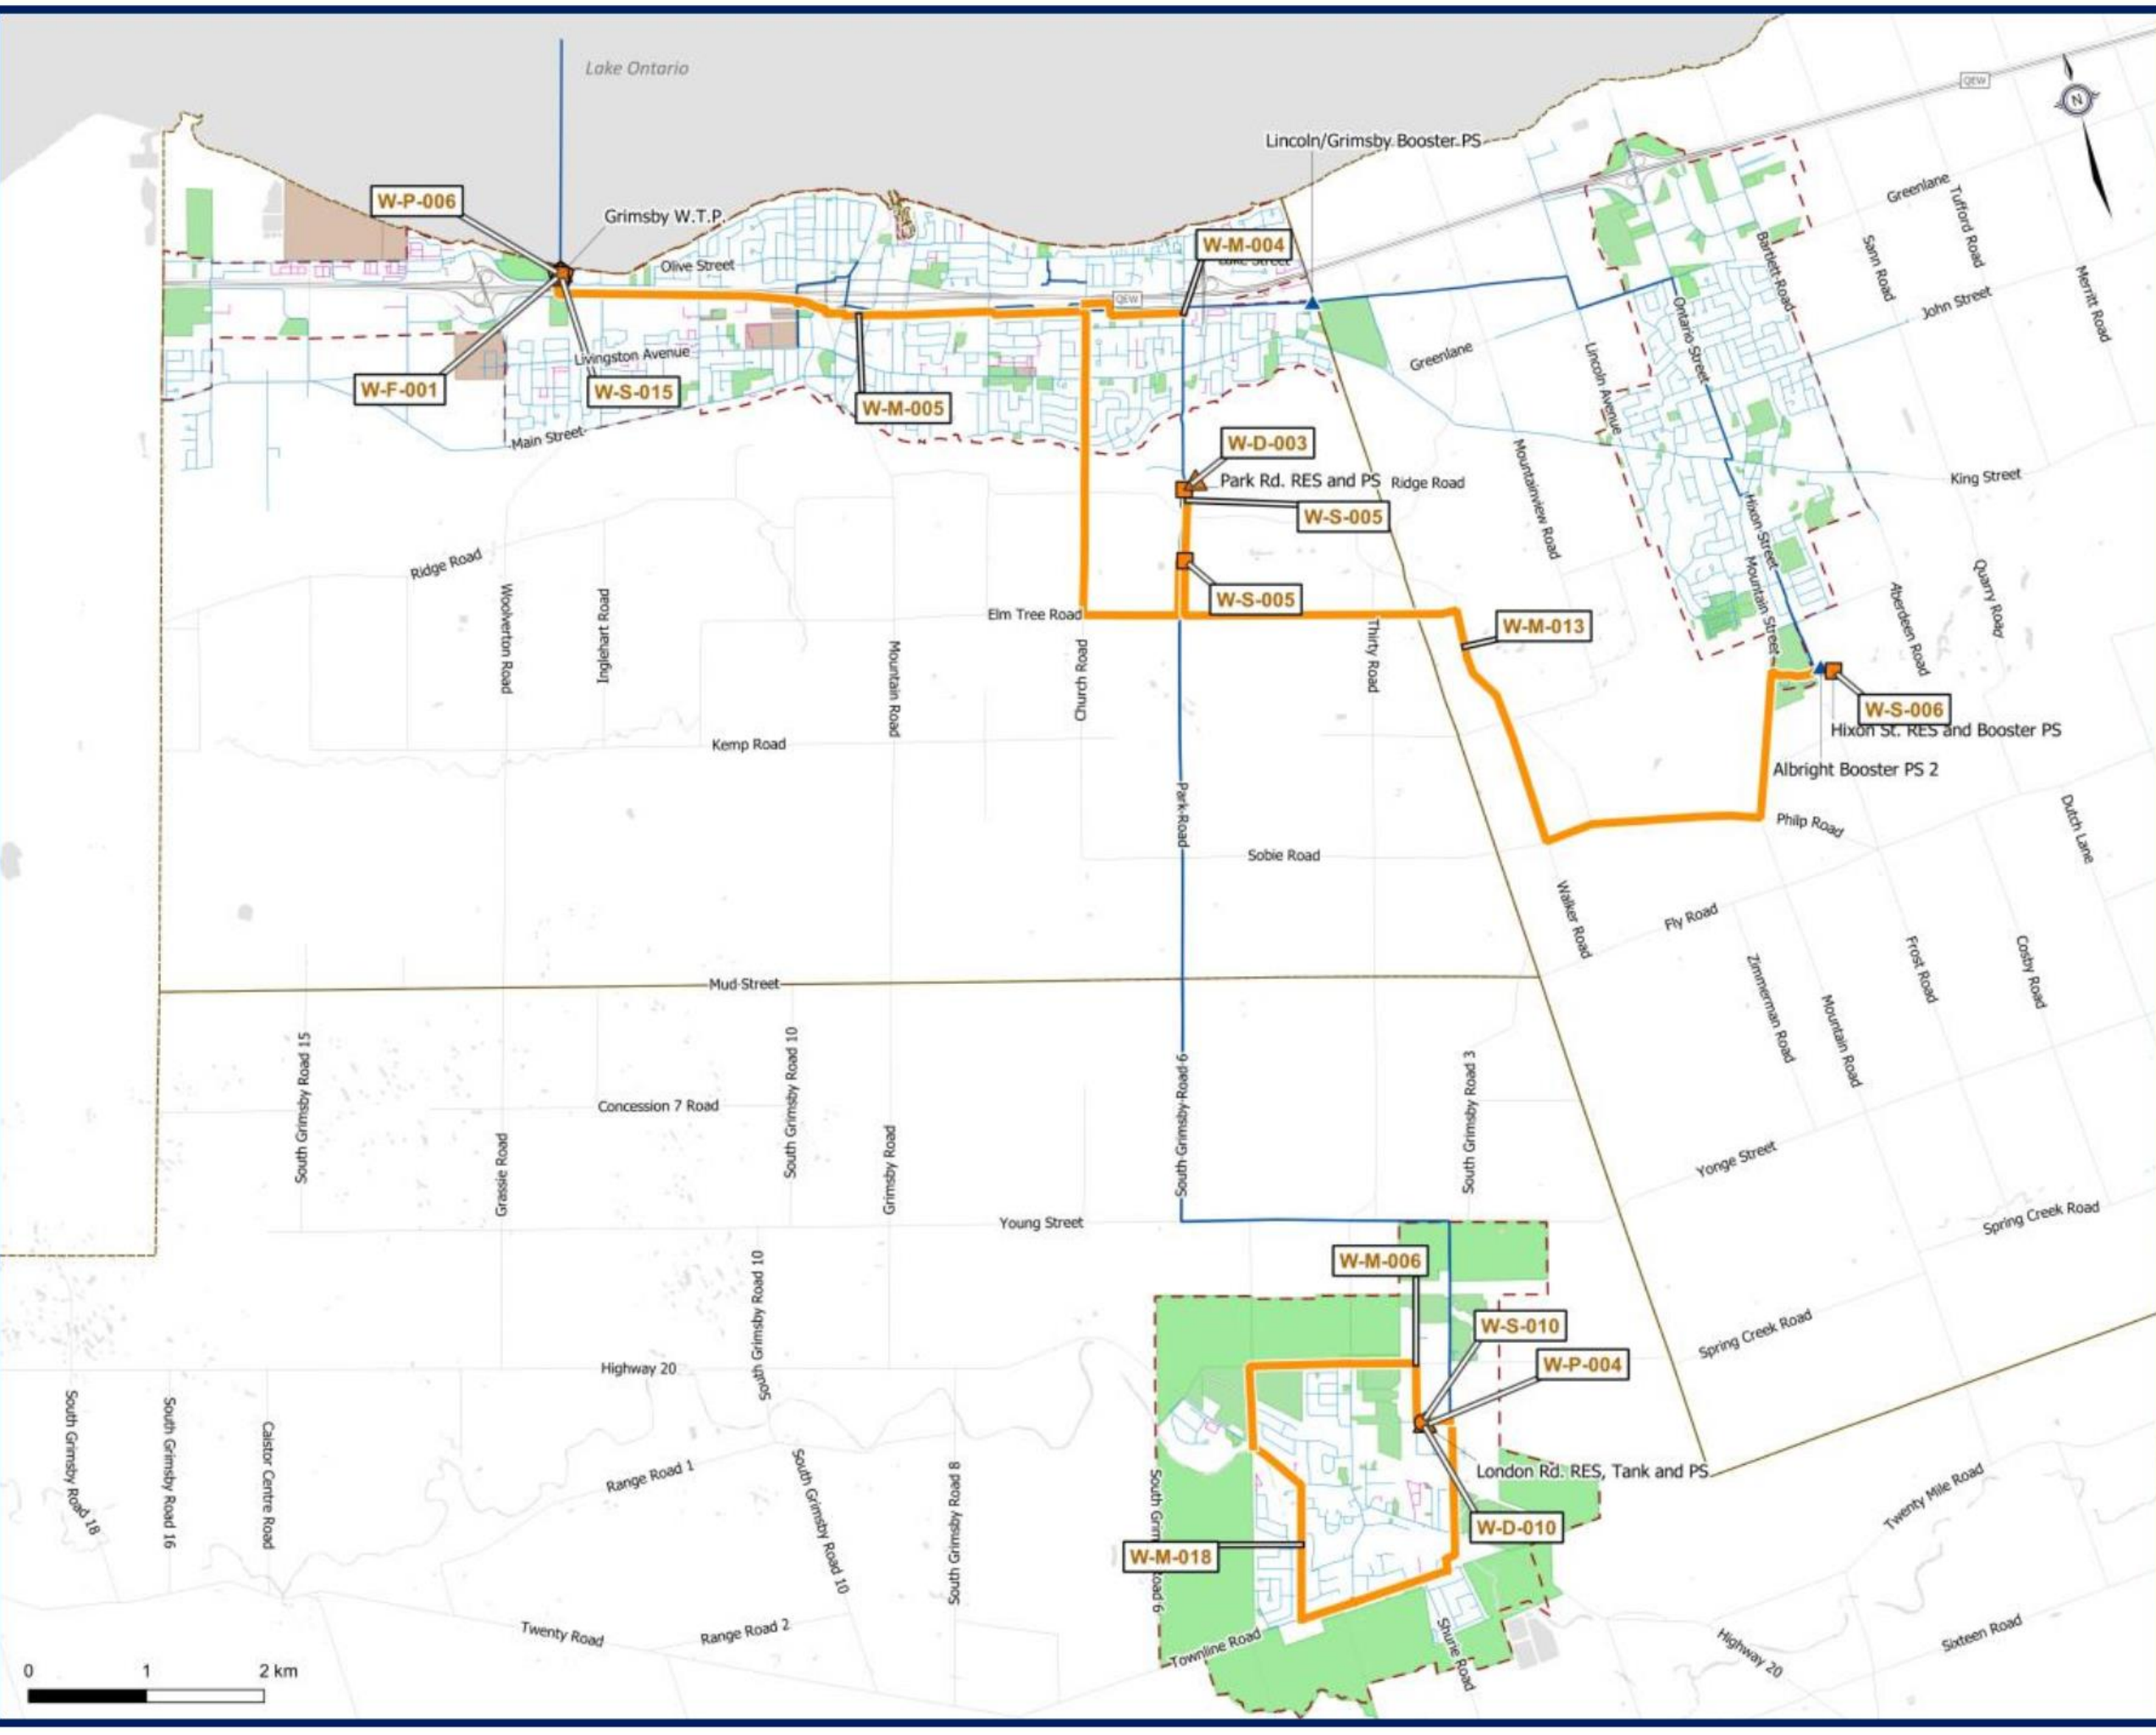 Lake Ontario
QEW
N
Lincoln/Grimsby Booster PS
W-P-006
Grimsby W.T.P.
Greenlane
Tufford Road
Olive Street
W-M-004
Bartlett Road
Sann Road
Merritt Road
QEW
Ontario Street
John Street
Livingston Avenue
Greenlane
Lincoln Avenue
W-F-001
W-S-015
W-M-005
Main Street
W-D-003
Park Rd. RES and PS
Ridge Road
Mountainview Road
King Street
W-S-005
Hixon Street
Ridge Road
Woolverton Road
Inglehart Road
W-S-005
Elm Tree Road
W-M-013
Mountain Street
Aberdeen Road
Quarry Road
Mountain Road
Church Road
Thirty Road
W-S-006
Hixon St. RES and Booster PS
Kemp Road
Albright Booster PS 2
Park Road
Philp Road
Dutch Lane
Sobie Road
Walker Road
Fly Road
Zimmerman Road
Mountain Road
Frost Road
Cosby Road
Mud Street
South Grimsby Road 15
South Grimsby Road 10
South Grimsby Road 6
South Grimsby Road 3
Concession 7 Road
Grassie Road
Grimsby Road
Yonge Street
Young Street
Spring Creek Road
W-M-006
South Grimsby Road 10
W-S-010
Spring Creek Road
W-P-004
Highway 20
South Grimsby Road 18
South Grimsby Road 16
Caistor Centre Road
Range Road 1
South Grimsby Road 10
South Grimsby Road 8
London Rd. RES, Tank and PS
Twenty Mile Road
W-D-010
W-M-018
Twenty Road
Range Road 2
Townline Road
Shurie Road
Highway 20
Sixteen Road
0 1 2 km